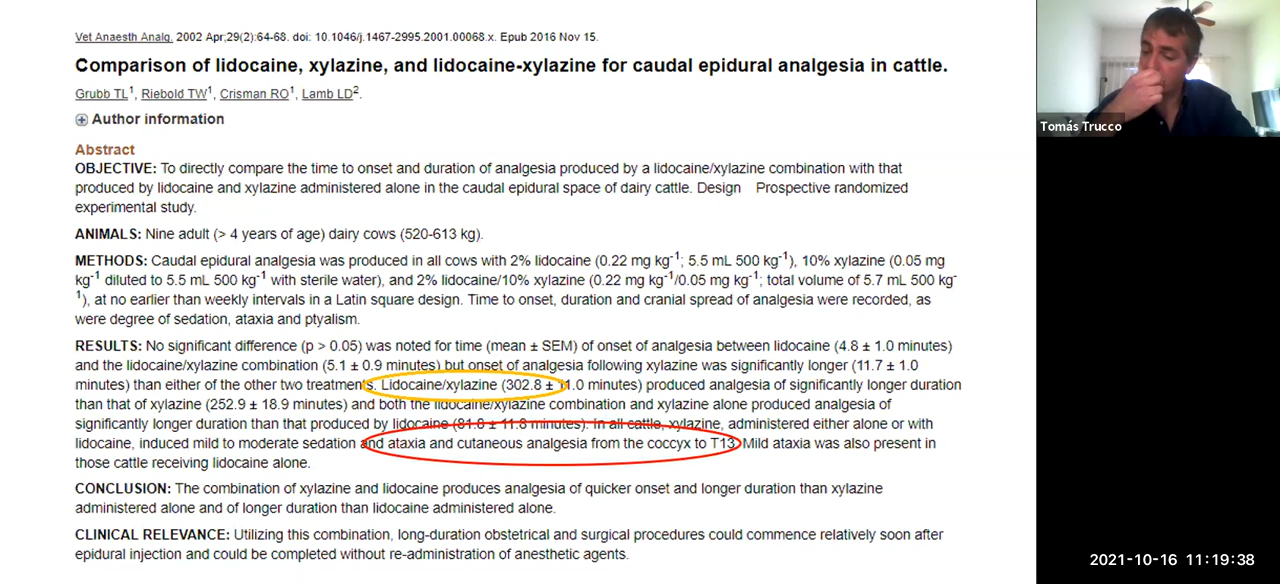 Vet Anaesth Analg. 2002 Apr;29(2):64-68. doi: 10.1046/j.1467-2995.2001.00068.x. Epub 2016 Nov 15.
Comparison of lidocaine, xylazine, and lidocaine-xylazine for caudal epidural analgesia in cattle.
Grubb TL1, Riebold TW1, Crisman RO1, Lamb LD2.
Author information
Abstract
OBJECTIVE: To directly compare the time to onset and duration of analgesia produced by a lidocaine/xylazine combination with that
produced by lidocaine and xylazine administered alone in the caudal epidural space of dairy cattle. Design Prospective randomized
experimental study.
ANIMALS: Nine adult (> 4 years of age) dairy cows (520-613 kg).
METHODS: Caudal epidural analgesia was produced in all cows with 2% lidocaine (0.22 mg kg-1; 5.5 mL 500 kg-1), 10% xylazine (0.05 mg
kg-1 diluted to 5.5 mL 500 kg-1 with sterile water), and 2% lidocaine/10% xylazine (0.22 mg kg-1/0.05 mg kg-1; total volume of 5.7 mL 500 kg-
1), at no earlier than weekly intervals in a Latin square design. Time to onset, duration and cranial spread of analgesia were recorded, as
were degree of sedation, ataxia and ptyalism.
RESULTS: No significant difference (p > 0.05) was noted for time (mean ± SEM) of onset of analgesia between lidocaine (4.8 ± 1.0 minutes)
and the lidocaine/xylazine combination (5.1 ± 0.9 minutes) but onset of analgesia following xylazine was significantly longer (11.7 ± 1.0
minutes) than either of the other two treatments. Lidocaine/xylazine (302.8 ± 11.0 minutes) produced analgesia of significantly longer duration
than that of xylazine (252.9 ± 18.9 minutes) and both the lidocaine/xylazine combination and xylazine alone produced analgesia of
significantly longer duration than that produced by lidocaine (81.8 ± 11.8 minutes). In all cattle, xylazine, administered either alone or with
lidocaine, induced mild to moderate sedation and ataxia and cutaneous analgesia from the coccyx to T13. Mild ataxia was also present in
those cattle receiving lidocaine alone.
CONCLUSION: The combination of xylazine and lidocaine produces analgesia of quicker onset and longer duration than xylazine
administered alone and of longer duration than lidocaine administered alone.
CLINICAL RELEVANCE: Utilizing this combination, long-duration obstetrical and surgical procedures could commence relatively soon after
epidural injection and could be completed without re-administration of anesthetic agents.
Tomás Trucco
2021-10-16 11:19:38